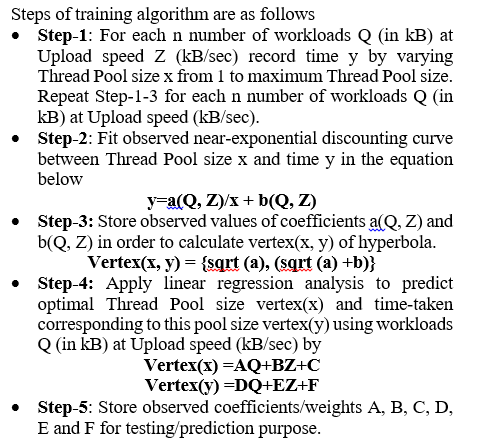 Steps of training algorithm are as follows
• Step-1: For each n number of workloads Q (in kB) at
Upload speed Z (kB/sec) record time y by varying
Thread Pool size x from 1 to maximum Thread Pool size.
Repeat Step-1-3 for each n number of workloads Q (in
kB) at Upload speed (kB/sec).
• Step-2: Fit observed near-exponential discounting curve
between Thread Pool size x and time y in the equation
below
y=a(Q, Z)/x + b(Q, Z)
• Step-3: Store observed values of coefficients a(Q, Z) and
b(Q, Z) in order to calculate vertex(x, y) of hyperbola.
Vertex(x, y) = {sqrt (a), (sqrt (a) +b)}
• Step-4: Apply linear regression analysis to predict
optimal Thread Pool size vertex(x) and time-taken
corresponding to this pool size vertex(y) using workloads
Q (in kB) at Upload speed (kB/sec) by
Vertex(x) =AQ+BZ+C
Vertex(y) =DQ+EZ+F
• Step-5: Store observed coefficients/weights A, B, C, D,
E and F for testing/prediction purpose.